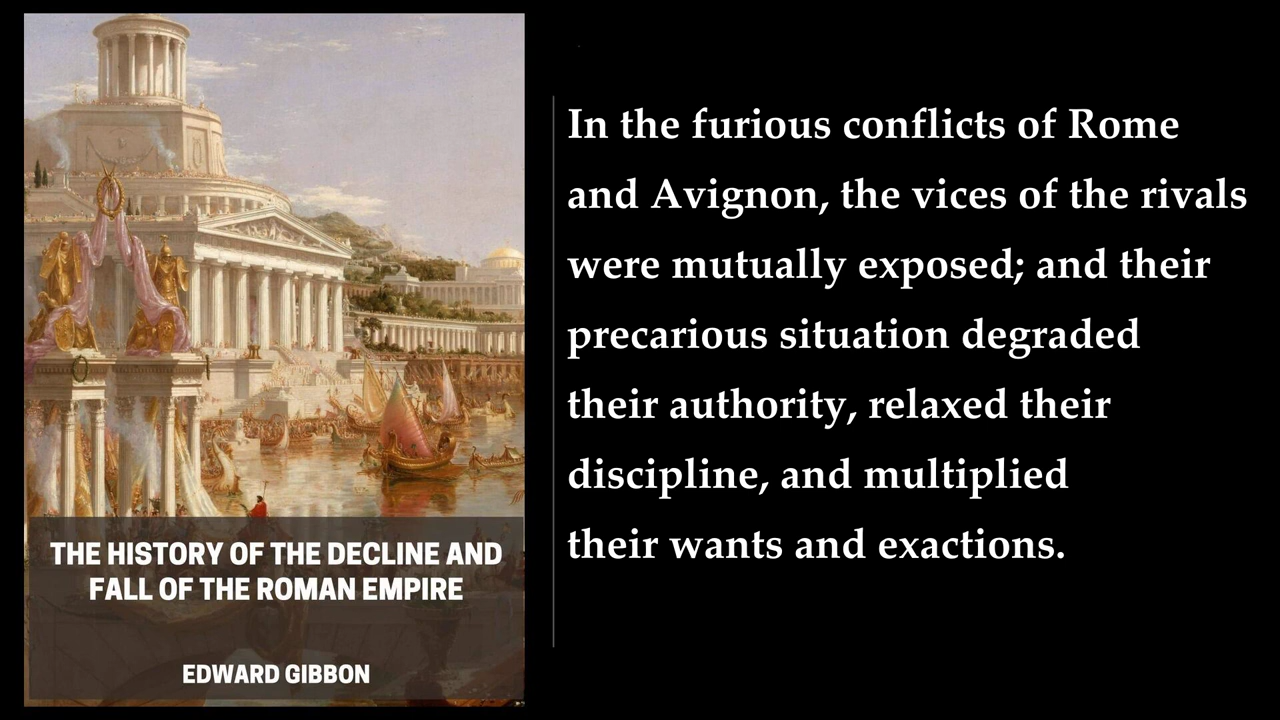 THE HISTORY OF THE DECLINE AND
FALL OF THE ROMAN EMPIRE
EDWARD GIBBON
In the furious conflicts of Rome
and Avignon, the vices of the rivals
were mutually exposed; and their
precarious situation degraded
their authority, relaxed their
discipline, and multiplied
their wants and exactions.